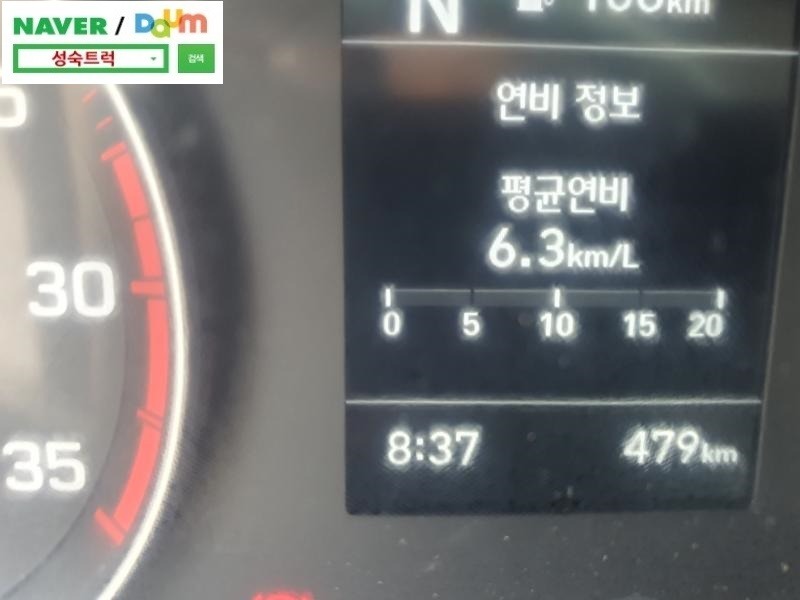 NAVER / Daum
성숙트럭 검색
N
연비 정보
평균연비
6.3km/L
0 5 10 15 20
8:37 479km
30
35